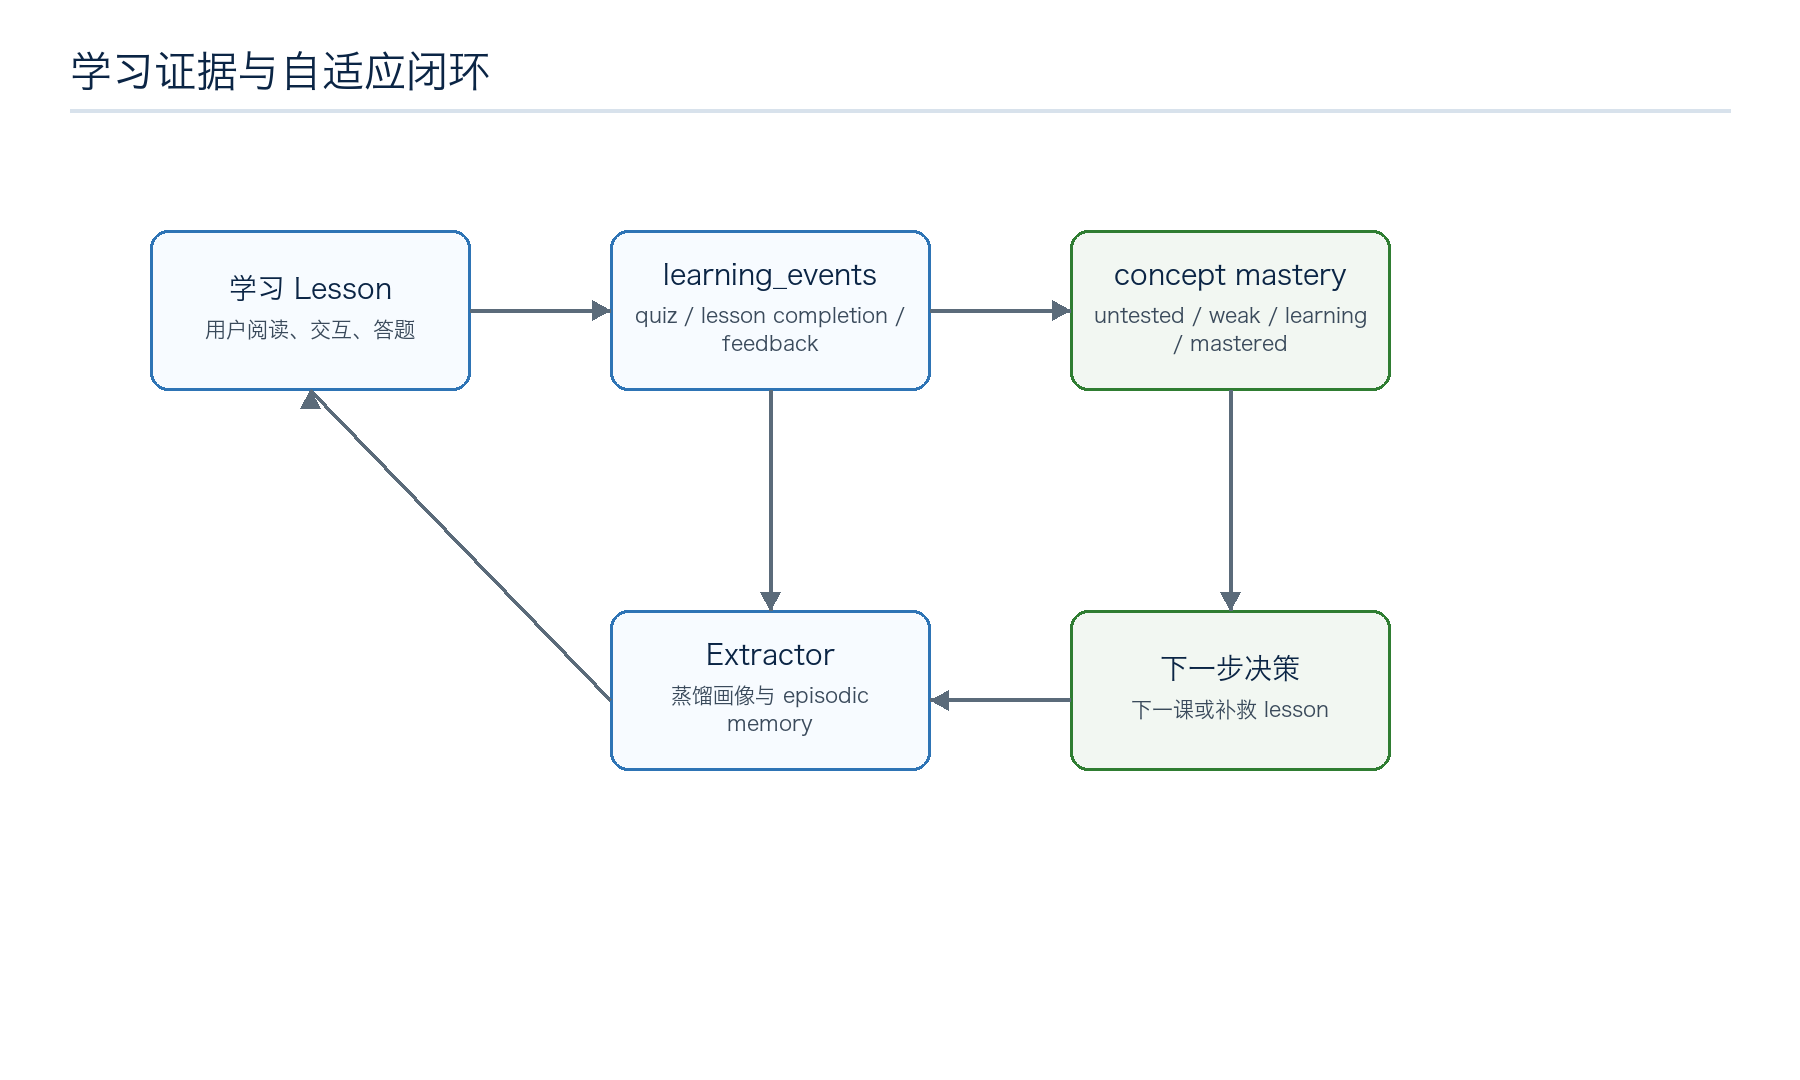 学习证据与自适应闭环
学习 Lesson
用户阅读、交互、答题
learning_events
quiz / lesson completion /
feedback
concept mastery
untested / weak / learning
/ mastered
Extractor
蒸馏画像与 episodic
memory
下一步决策
下一课或补救 lesson